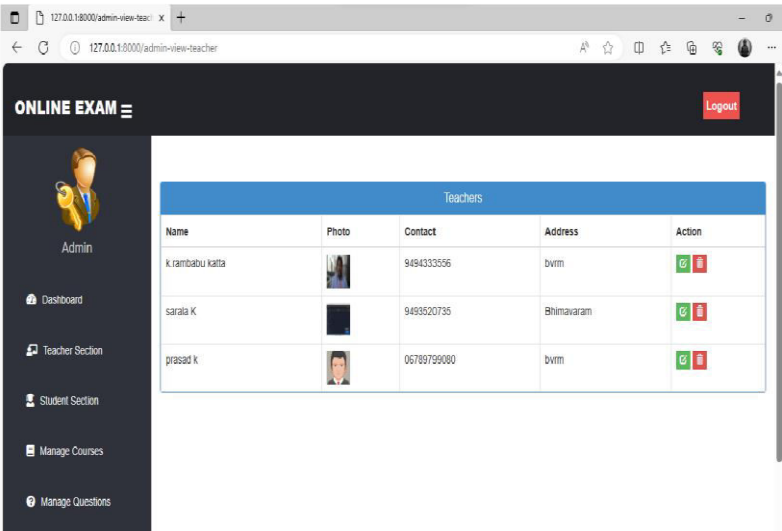 127.0.0.1:8000/admin-view-teac
127.0.0.1:8000/admin-view-teacher
ONLINE EXAM
Logout
Admin
Dashboard
Teacher Section
Student Section
Manage Courses
Manage Questions
Teachers
Name Photo Contact Address Action
k.rambabu katta 9494333556 bvrm
sarala K 9493520735 Bhimavaram
prasad k 06789799080 bvrm